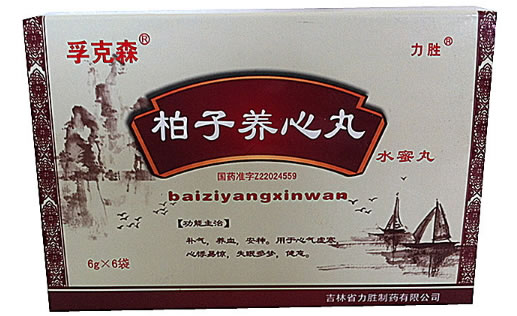 孚克森®
力胜®
柏子养心丸
水蜜丸
国药准字Z22024559
baiziyangxinwan
【功能主治】
补气，养血，安神。用于心气虚寒，
心悸易惊，失眠多梦，健忘。
6g×6袋
吉林省力胜制药有限公司